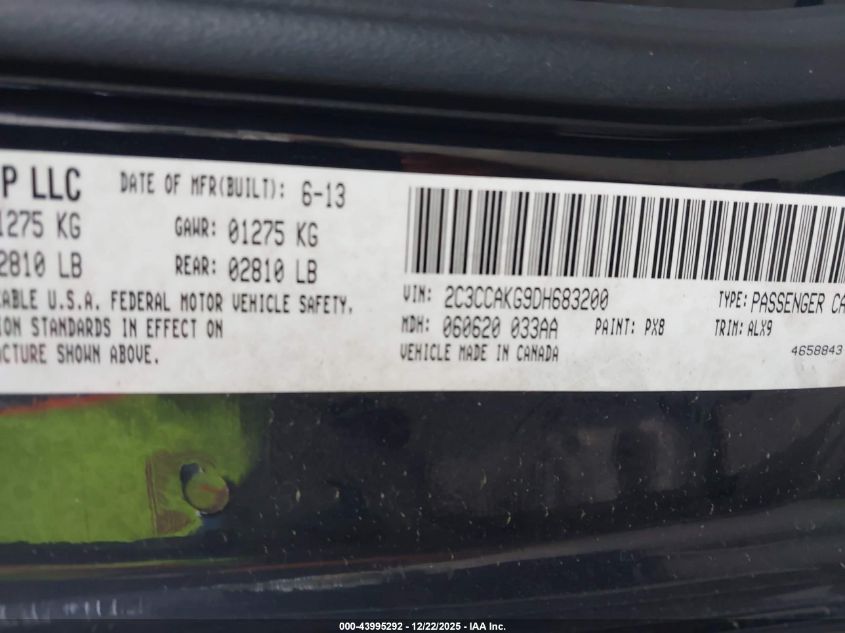 P LLC DATE OF MFR(BUILT): 6-13
1275 KG GAWR: 01275 KG
2810 LB REAR: 02810 LB
CABLE U.S.A. FEDERAL MOTOR VEHICLE SAFETY,
ION STANDARDS IN EFFECT ON
ACTURE SHOWN ABOVE.
VIN: 2C3CCAKG9DH683200 TYPE: PASSENGER CA
MDH: 060620 033AA PAINT: PX8 TRIM: ALX9
VEHICLE MADE IN CANADA 4658843
000-43995292 - 12/22/2025 - IAA Inc.